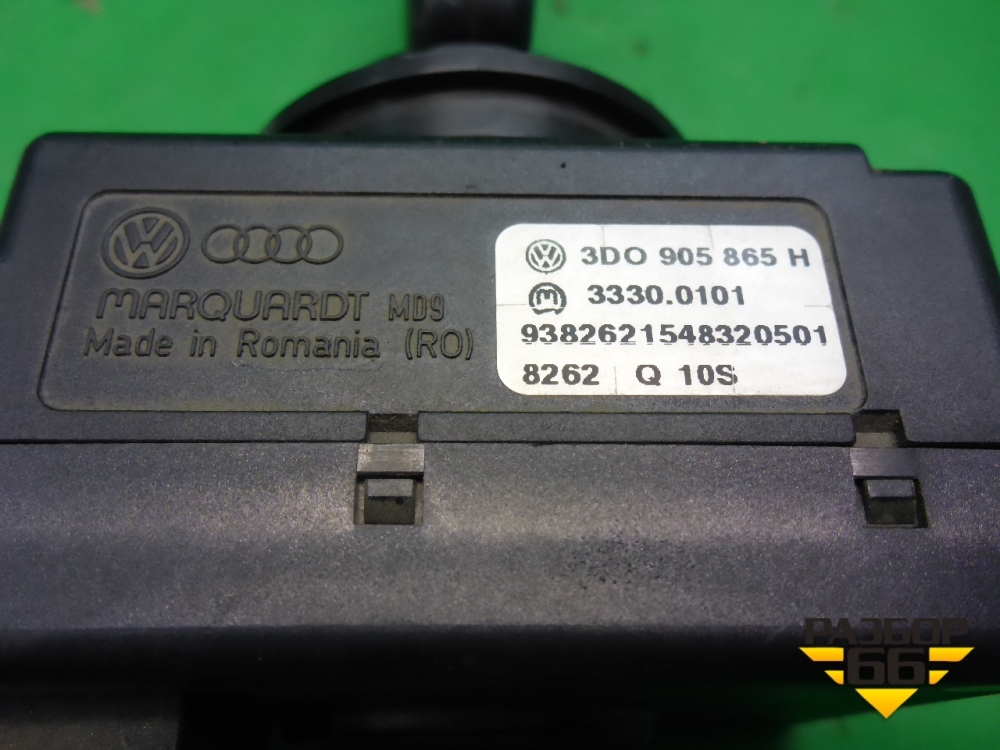 MARQUARDT MD9
Made in Romania (RO)
3D0 905 865 H
3330.0101
9382621548320501
8262 Q 10S
РАЗБОР
66